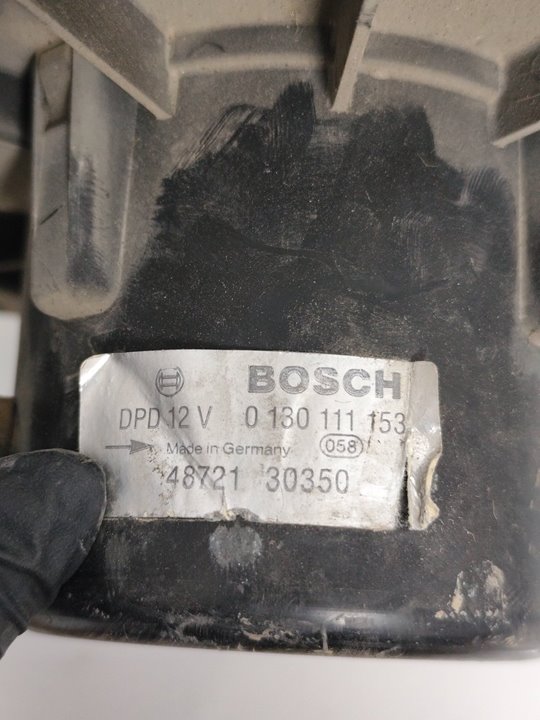 BOSCH
DPD 12 V 0 130 111 153
Made in Germany 058
48721 30350